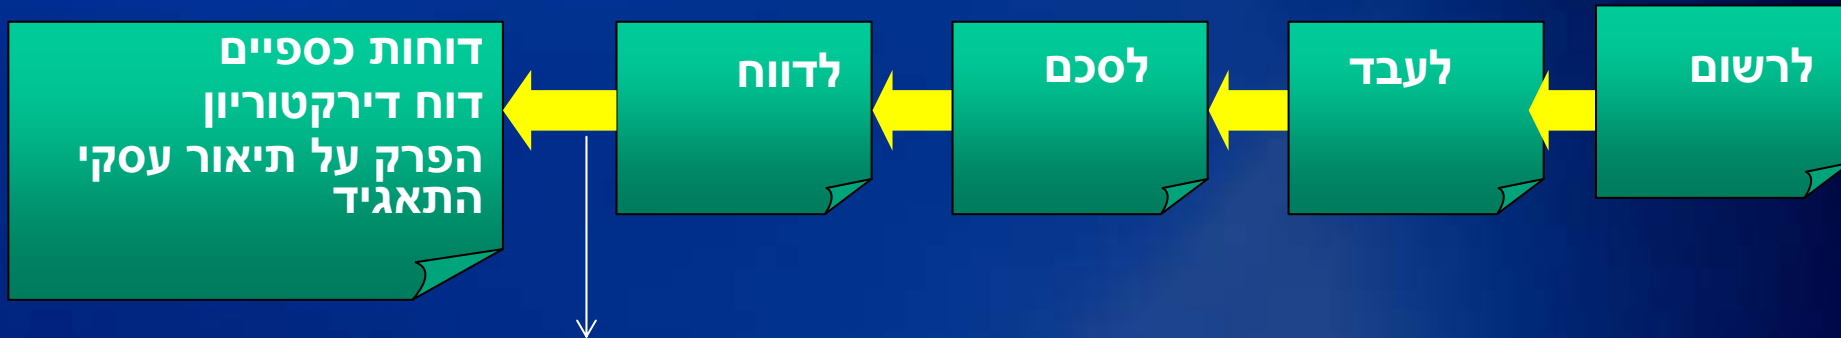 לרשום
לעבד
לסכם
לדווח
דוחות כספיים
דוח דירקטוריון
הפרק על תיאור עסקי
התאגיד